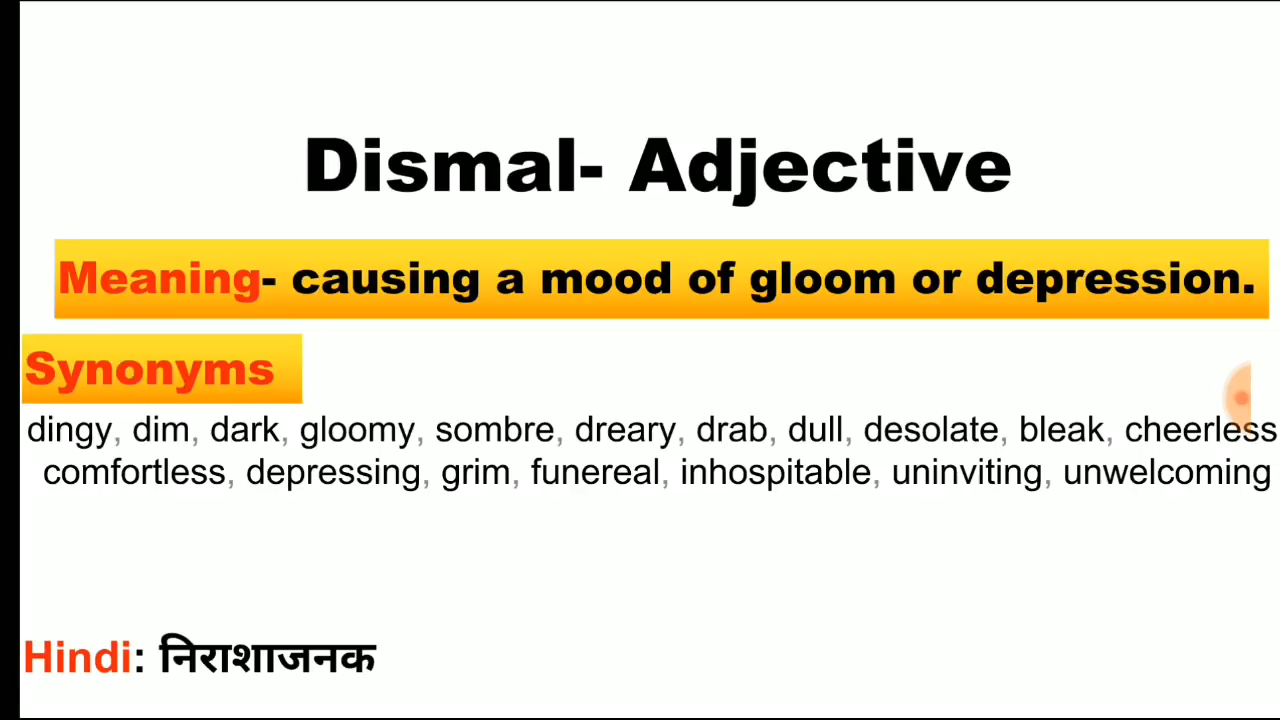 Dismal- Adjective
Meaning- causing a mood of gloom or depression.
Synonyms
dingy, dim, dark, gloomy, sombre, dreary, drab, dull, desolate, bleak, cheerless
comfortless, depressing, grim, funereal, inhospitable, uninviting, unwelcoming
Hindi: निराशाजनक